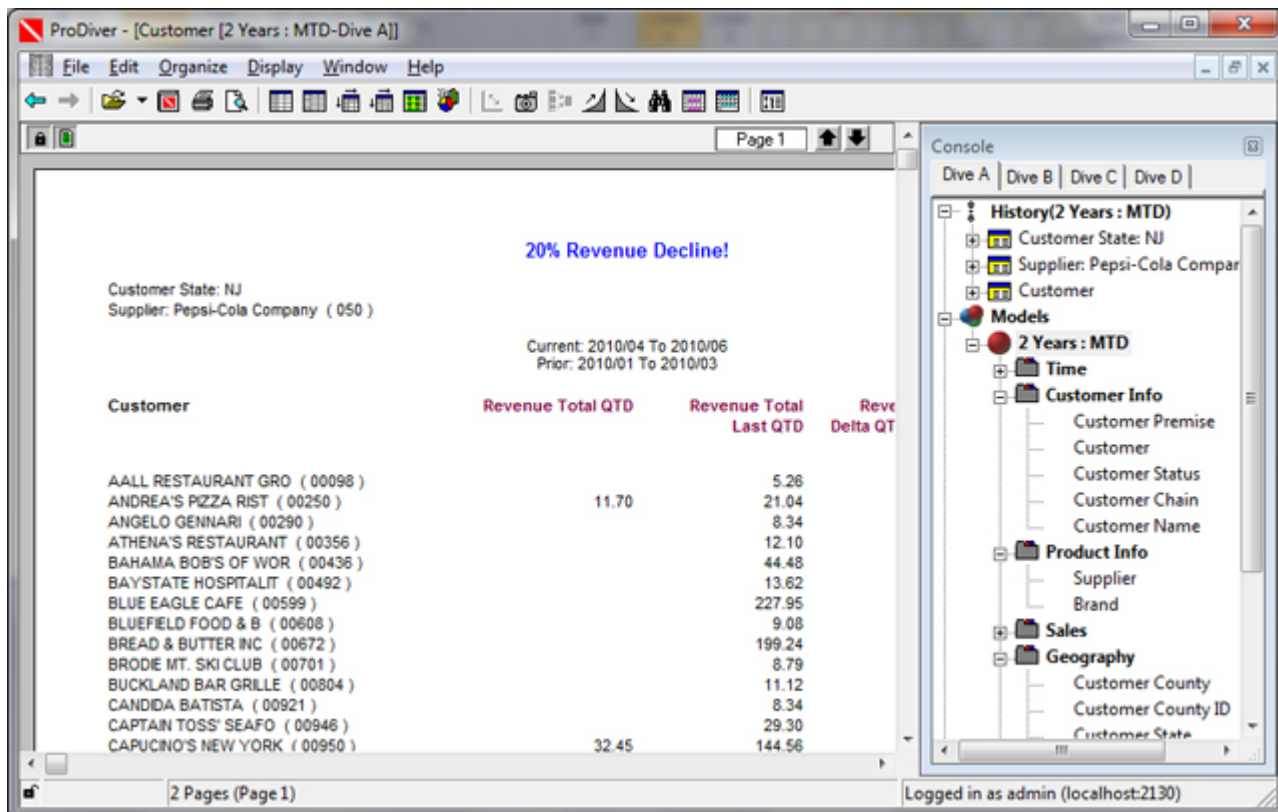 ProDiver - [Customer [2 Years : MTD-Dive A]]
File Edit Organize Display Window Help
Page 1
20% Revenue Decline!
Customer State: NJ
Supplier: Pepsi-Cola Company ( 050 )
Current: 2010/04 To 2010/06
Prior: 2010/01 To 2010/03
Customer Revenue Total QTD Revenue Total Reve
Last QTD Delta QT
AALL RESTAURANT GRO ( 00098 ) 5.26
ANDREA'S PIZZA RIST ( 00250 ) 11.70 21.04
ANGELO GENNARI ( 00290 ) 8.34
ATHENA'S RESTAURANT ( 00356 ) 12.10
BAHAMA BOB'S OF WOR ( 00436 ) 44.48
BAYSTATE HOSPITALIT ( 00492 ) 13.62
BLUE EAGLE CAFE ( 00599 ) 227.95
BLUEFIELD FOOD & B ( 00608 ) 9.08
BREAD & BUTTER INC ( 00672 ) 199.24
BRODIE MT. SKI CLUB ( 00701 ) 8.79
BUCKLAND BAR GRILLE ( 00804 ) 11.12
CANDIDA BATISTA ( 00921 ) 8.34
CAPTAIN TOSS' SEAFO ( 00946 ) 29.30
CAPUCINO'S NEW YORK ( 00950 ) 32.45 144.56
Console
Dive A Dive B Dive C Dive D
History(2 Years : MTD)
Customer State: NJ
Supplier: Pepsi-Cola Compar
Customer
Models
2 Years : MTD
Time
Customer Info
Customer Premise
Customer
Customer Status
Customer Chain
Customer Name
Product Info
Supplier
Brand
Sales
Geography
Customer County
Customer County ID
Customer State
2 Pages (Page 1)
Logged in as admin (localhost:2130)